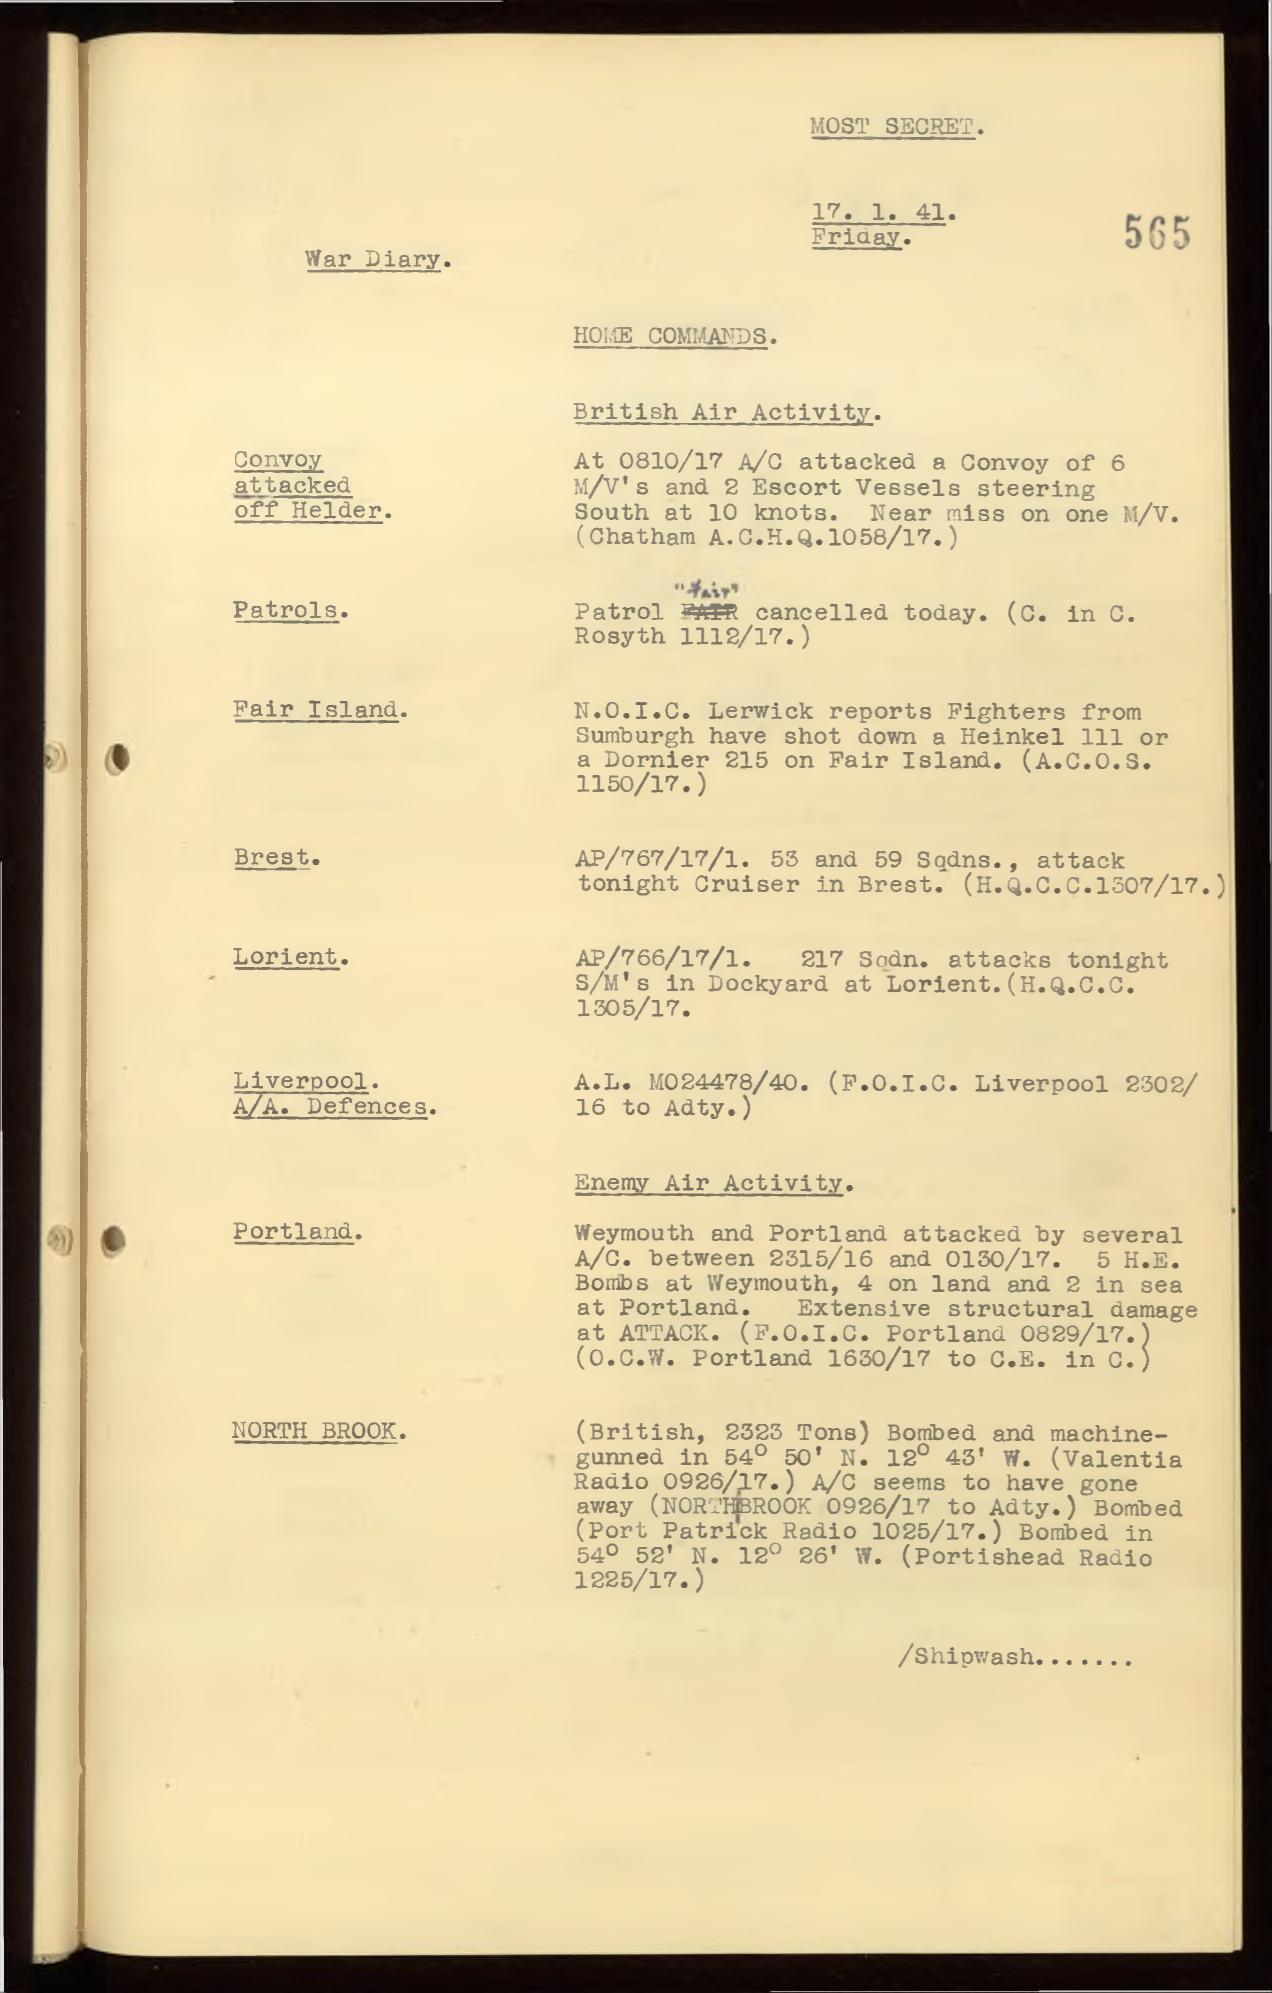 MOST SECRET.
17. 1. 41.
Friday.
565
War Diary.
HOME COMMANDS.
British Air Activity.
Convoy
attacked
off Helder.
At 0810/17 A/C attacked a Convoy of 6
M/V's and 2 Escort Vessels steering
South at 10 knots. Near miss on one M/V.
(Chatham A.C.H.Q.1058/17.)
"Fair"
Patrols.
Patrol FAIR cancelled today. (C. in C.
Rosyth 1112/17.)
Fair Island.
N.O.I.C. Lerwick reports Fighters from
Sumburgh have shot down a Heinkel 111 or
a Dornier 215 on Fair Island. (A.C.O.S.
1150/17.)
Brest.
AP/767/17/1. 53 and 59 Sqdns., attack
tonight Cruiser in Brest. (H.Q.C.C.1307/17.)
Lorient.
AP/766/17/1. 217 Sqdn. attacks tonight
S/M's in Dockyard at Lorient.(H.Q.C.C.
1305/17.
Liverpool.
A/A. Defences.
A.L. M024478/40. (F.O.I.C. Liverpool 2302/
16 to Adty.)
Enemy Air Activity.
Portland.
Weymouth and Portland attacked by several
A/C. between 2315/16 and 0130/17. 5 H.E.
Bombs at Weymouth, 4 on land and 2 in sea
at Portland. Extensive structural damage
at ATTACK. (F.O.I.C. Portland 0829/17.)
(O.C.W. Portland 1630/17 to C.E. in C.)
NORTH BROOK.
(British, 2323 Tons) Bombed and machine-
gunned in 54° 50' N. 12° 43' W. (Valentia
Radio 0926/17.) A/C seems to have gone
away (NORTHBROOK 0926/17 to Adty.) Bombed
(Port Patrick Radio 1025/17.) Bombed in
54° 52' N. 12° 26' W. (Portishead Radio
1225/17.)
/Shipwash.......